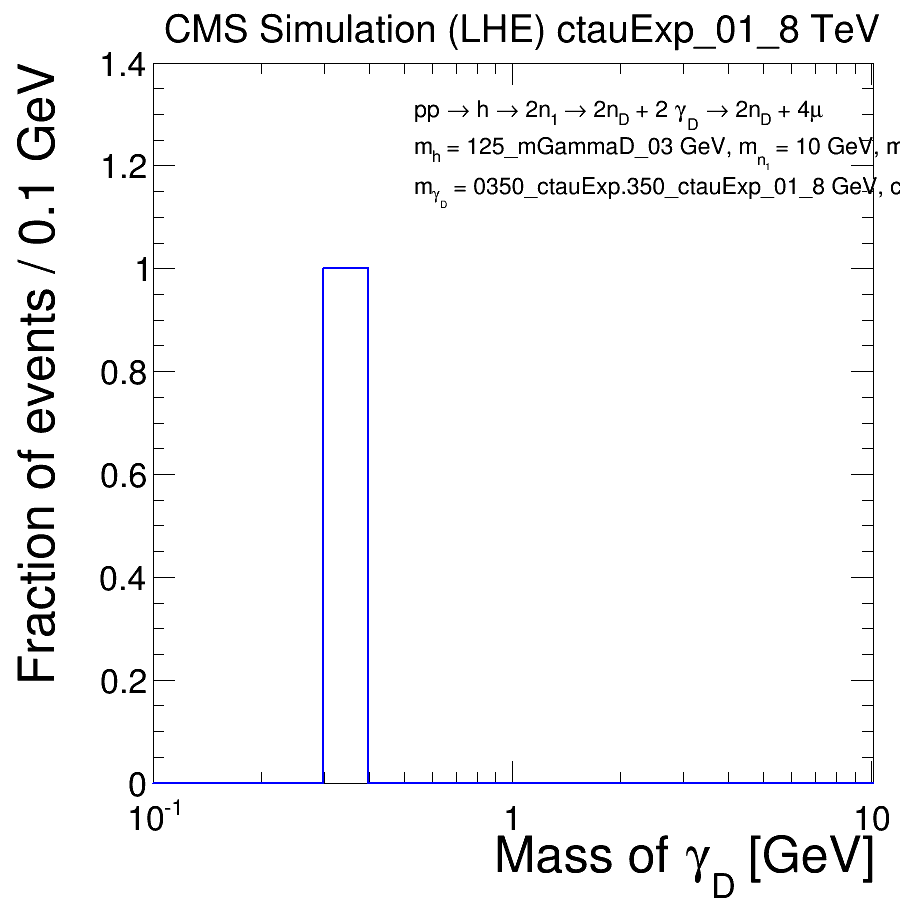 CMS Simulation (LHE) ctauExp_01_8 TeV
pp → h → 2n1 → 2nD + 2 γD → 2nD + 4μ
mh = 125_mGammaD_03 GeV, mn1 = 10 GeV, m
mγD = 0350_ctauExp.350_ctauExp_01_8 GeV, c
Fraction of events / 0.1 GeV
1.4
1.2
1
0.8
0.6
0.4
0.2
0
10-1
1
10
Mass of γD [GeV]